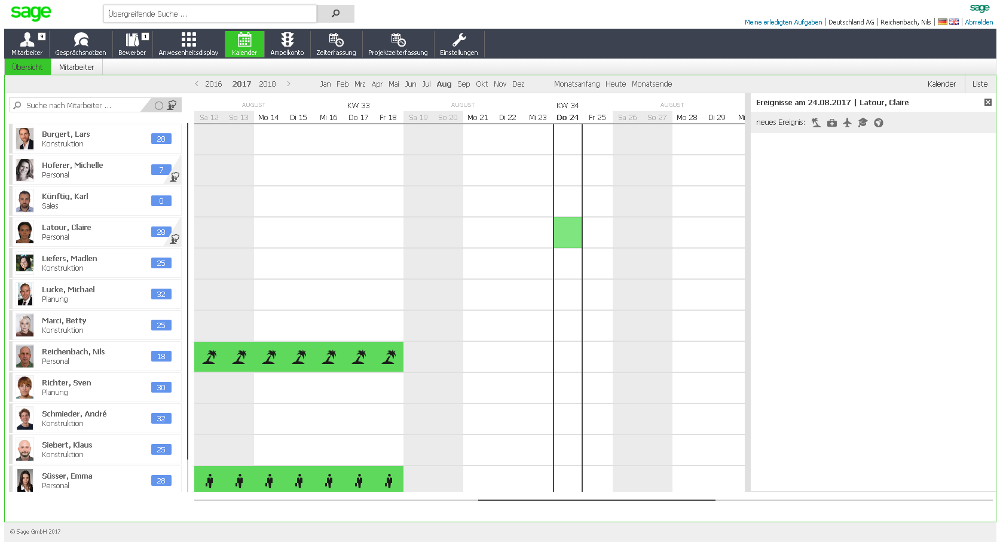 sage
Übergreifende Suche ...
sage
Meine erledigten Aufgaben | Deutschland AG | Reichenbach, Nils | Abmelden
Mitarbeiter 9
Gesprächsnotizen
Bewerber 1
Anwesenheitsdisplay
Kalender
Ampelkonto
Zeiterfassung
Projektzeiterfassung
Einstellungen
Übersicht Mitarbeiter
< 2016 2017 2018 > Jan Feb Mrz Apr Mai Jun Jul Aug Sep Okt Nov Dez Monatsanfang Heute Monatsende Kalender Liste
Suche nach Mitarbeiter ...
AUGUST KW 33 AUGUST KW 34 AUGUST
Sa 12 So 13 Mo 14 Di 15 Mi 16 Do 17 Fr 18 Sa 19 So 20 Mo 21 Di 22 Mi 23 Do 24 Fr 25 Sa 26 So 27 Mo 28 Di 29 Mi
Ereignisse am 24.08.2017 | Latour, Claire
neues Ereignis:
Burgert, Lars
Konstruktion
28
Hoferer, Michelle
Personal
7
Künftig, Karl
Sales
0
Latour, Claire
Personal
28
Liefers, Madlen
Konstruktion
25
Lucke, Michael
Planung
32
Marci, Betty
Konstruktion
25
Reichenbach, Nils
Personal
18
Richter, Sven
Planung
30
Schmieder, André
Konstruktion
32
Siebert, Klaus
Konstruktion
25
Süsser, Emma
Personal
28
© Sage GmbH 2017